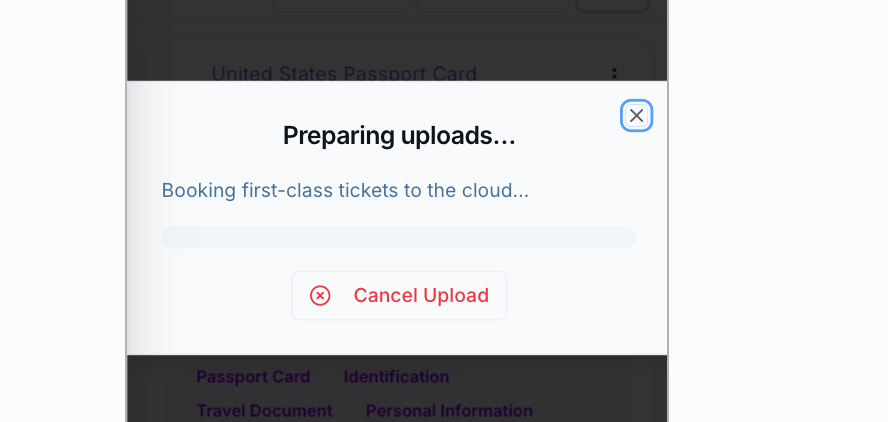 United States Passport Card
Preparing uploads...
Booking first-class tickets to the cloud...
Cancel Upload
Passport Card Identification
Travel Document Personal Information